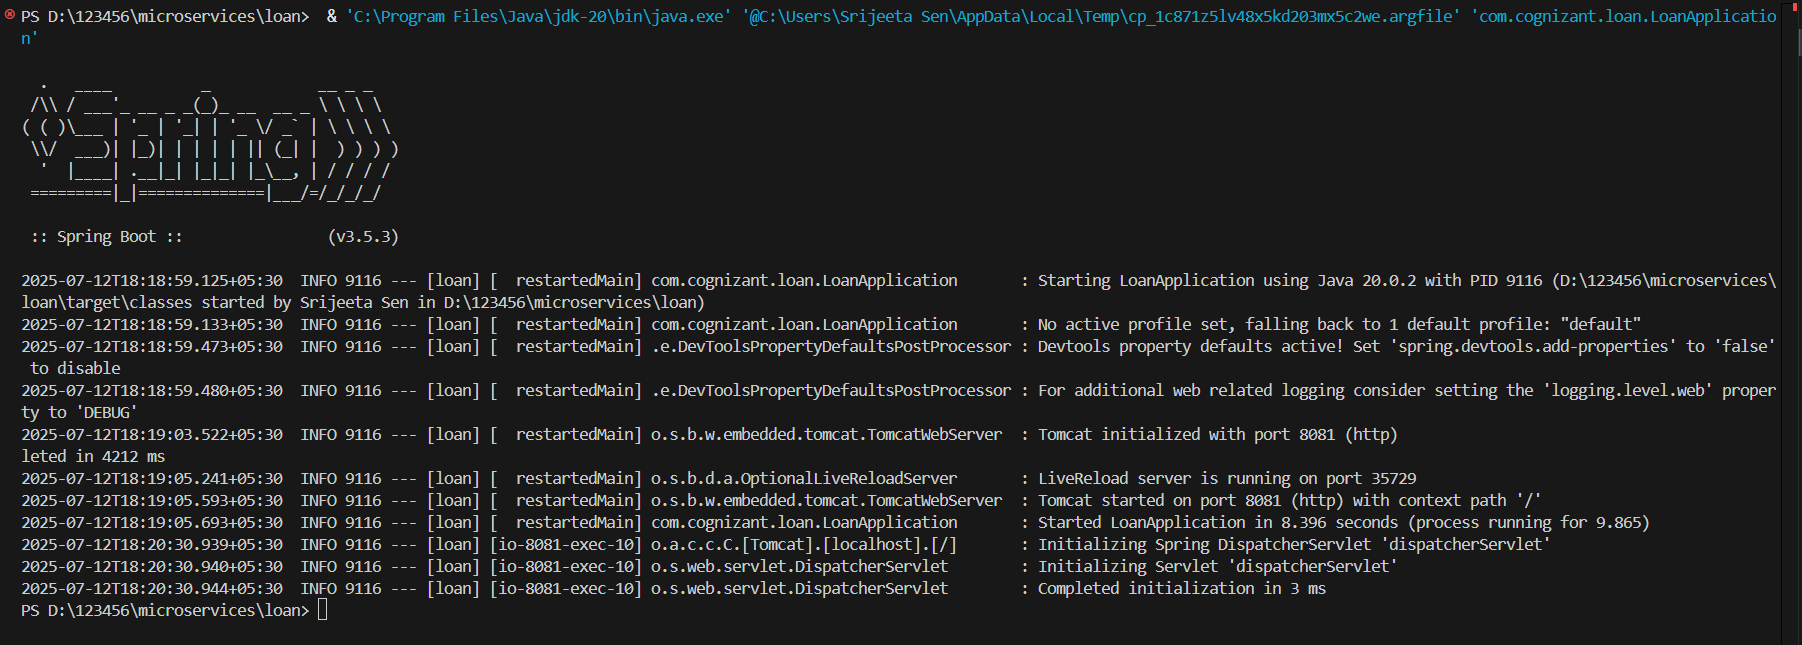 PS D:\123456\microservices\loan>  & 'C:\Program Files\Java\jdk-20\bin\java.exe' '@C:\Users\Srijeeta Sen\AppData\Local\Temp\cp_1c871z5lv48x5kd203mx5c2we.argfile' 'com.cognizant.loan.LoanApplicatio
n'

  .   ____          _            __ _ _
 /\\ / ___'_ __ _ _(_)_ __  __ _ \ \ \ \
( ( )\___ | '_ | '_| | '_ \/ _` | \ \ \ \
 \\/  ___)| |_)| | | | | || (_| |  ) ) ) )
  '  |____| .__|_| |_|_| |_\__, | / / / /
 =========|_|==============|___/=/_/_/_/

 :: Spring Boot ::                (v3.5.3)

2025-07-12T18:18:59.125+05:30  INFO 9116 --- [loan] [  restartedMain] com.cognizant.loan.LoanApplication       : Starting LoanApplication using Java 20.0.2 with PID 9116 (D:\123456\microservices\
loan\target\classes started by Srijeeta Sen in D:\123456\microservices\loan)
2025-07-12T18:18:59.133+05:30  INFO 9116 --- [loan] [  restartedMain] com.cognizant.loan.LoanApplication       : No active profile set, falling back to 1 default profile: "default"
2025-07-12T18:18:59.473+05:30  INFO 9116 --- [loan] [  restartedMain] .e.DevToolsPropertyDefaultsPostProcessor : Devtools property defaults active! Set 'spring.devtools.add-properties' to 'false'
 to disable
2025-07-12T18:18:59.480+05:30  INFO 9116 --- [loan] [  restartedMain] .e.DevToolsPropertyDefaultsPostProcessor : For additional web related logging consider setting the 'logging.level.web' proper
ty to 'DEBUG'
2025-07-12T18:19:03.522+05:30  INFO 9116 --- [loan] [  restartedMain] o.s.b.w.embedded.tomcat.TomcatWebServer  : Tomcat initialized with port 8081 (http)
leted in 4212 ms
2025-07-12T18:19:05.241+05:30  INFO 9116 --- [loan] [  restartedMain] o.s.b.d.a.OptionalLiveReloadServer       : LiveReload server is running on port 35729
2025-07-12T18:19:05.593+05:30  INFO 9116 --- [loan] [  restartedMain] o.s.b.w.embedded.tomcat.TomcatWebServer  : Tomcat started on port 8081 (http) with context path '/'
2025-07-12T18:19:05.693+05:30  INFO 9116 --- [loan] [  restartedMain] com.cognizant.loan.LoanApplication       : Started LoanApplication in 8.396 seconds (process running for 9.865)
2025-07-12T18:20:30.939+05:30  INFO 9116 --- [loan] [io-8081-exec-10] o.a.c.c.C.[Tomcat].[localhost].[/]       : Initializing Spring DispatcherServlet 'dispatcherServlet'
2025-07-12T18:20:30.940+05:30  INFO 9116 --- [loan] [io-8081-exec-10] o.s.web.servlet.DispatcherServlet        : Initializing Servlet 'dispatcherServlet'
2025-07-12T18:20:30.944+05:30  INFO 9116 --- [loan] [io-8081-exec-10] o.s.web.servlet.DispatcherServlet        : Completed initialization in 3 ms
PS D:\123456\microservices\loan>